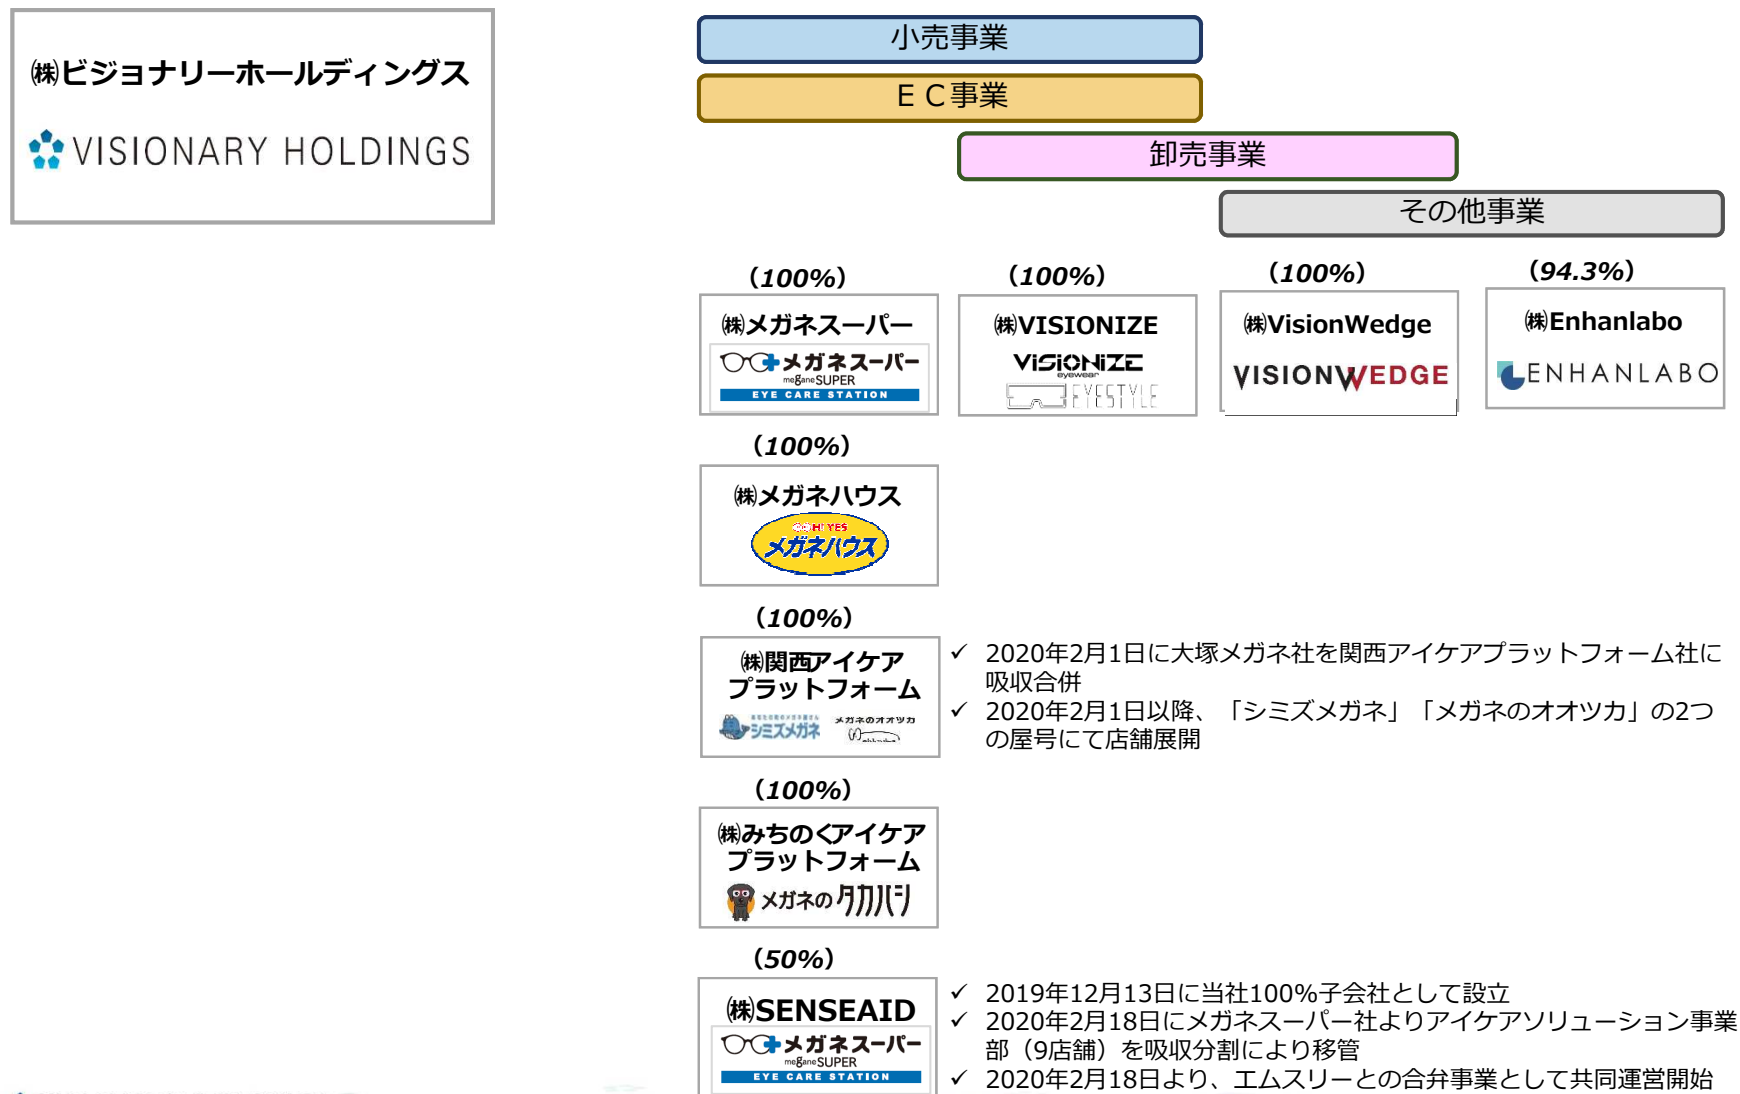 ㈱ビジョナリーホールディングス
VISIONARY HOLDINGS
小売事業
ＥＣ事業
卸売事業
その他事業
（100%）
㈱メガネスーパー
メガネスーパー
meganeSUPER
EYE CARE STATION
（100%）
㈱VISIONIZE
VISIONIZE
eyewear
EYESTYLE
（100%）
㈱VisionWedge
VISIONWEDGE
（94.3%）
㈱Enhanlabo
ENHANLABO
（100%）
㈱メガネハウス
OOH! YES
メガネハウス
（100%）
㈱関西アイケア
プラットフォーム
シミズメガネ
メガネのオオツカ
✓ 2020年2月1日に大塚メガネ社を関西アイケアプラットフォーム社に
吸収合併
✓ 2020年2月1日以降、「シミズメガネ」「メガネのオオツカ」の2つ
の屋号にて店舗展開
（100%）
㈱みちのくアイケア
プラットフォーム
メガネのタカハシ
（50%）
㈱SENSEAID
メガネスーパー
meganeSUPER
EYE CARE STATION
✓ 2019年12月13日に当社100%子会社として設立
✓ 2020年2月18日にメガネスーパー社よりアイケアソリューション事業
部（9店舗）を吸収分割により移管
✓ 2020年2月18日より、エムスリーとの合弁事業として共同運営開始